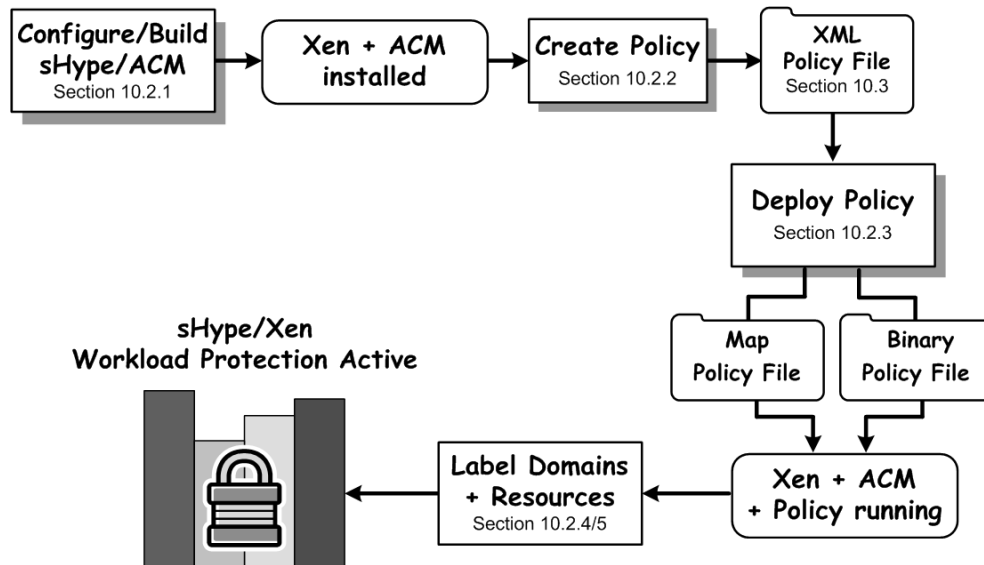 Configure/Build
sHype/ACM
Section 10.2.1
Xen + ACM
installed
Create Policy
Section 10.2.2
XML
Policy File
Section 10.3
Deploy Policy
Section 10.2.3
Map
Policy File
Binary
Policy File
Xen + ACM
+ Policy running
Label Domains
+ Resources
Section 10.2.4/5
sHype/Xen
Workload Protection Active